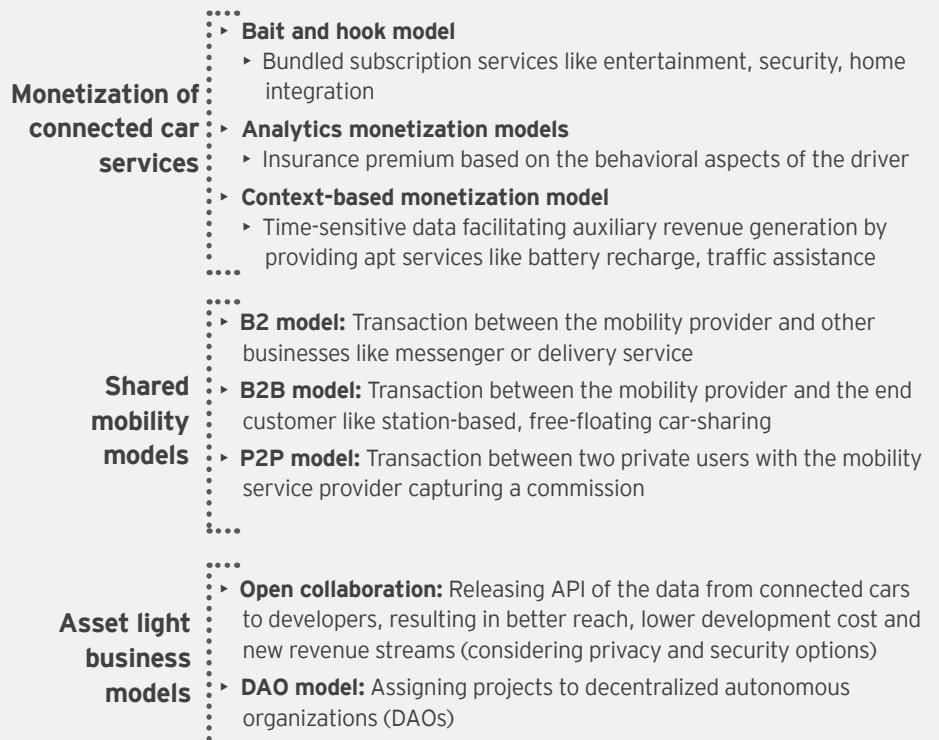 Monetization of
connected car
services
‣ Bait and hook model
‣ Bundled subscription services like entertainment, security, home
integration
‣ Analytics monetization models
‣ Insurance premium based on the behavioral aspects of the driver
‣ Context-based monetization model
‣ Time-sensitive data facilitating auxiliary revenue generation by
providing apt services like battery recharge, traffic assistance
Shared
mobility
models
‣ B2 model: Transaction between the mobility provider and other
businesses like messenger or delivery service
‣ B2B model: Transaction between the mobility provider and the end
customer like station-based, free-floating car-sharing
‣ P2P model: Transaction between two private users with the mobility
service provider capturing a commission
Asset light
business
models
‣ Open collaboration: Releasing API of the data from connected cars
to developers, resulting in better reach, lower development cost and
new revenue streams (considering privacy and security options)
‣ DAO model: Assigning projects to decentralized autonomous
organizations (DAOs)